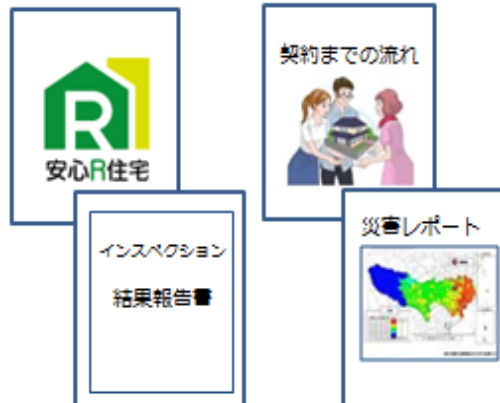 R
安心R住宅
契約までの流れ
インスペクション
結果報告書
災害レポート